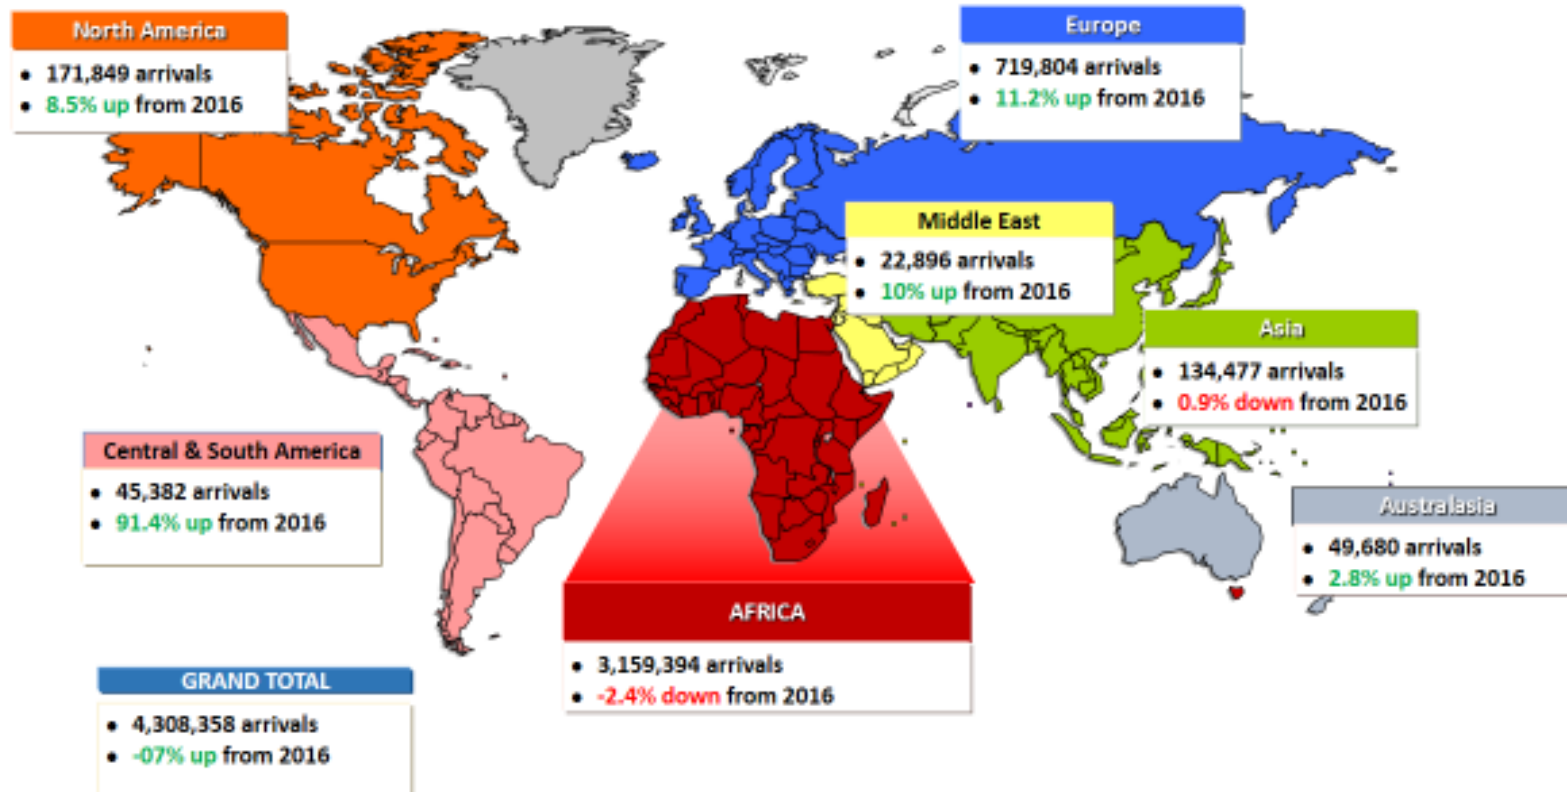 North America
• 171,849 arrivals
• 8.5% up from 2016
Europe
• 719,804 arrivals
• 11.2% up from 2016
Middle East
• 22,896 arrivals
• 10% up from 2016
Asia
• 134,477 arrivals
• 0.9% down from 2016
Central & South America
• 45,382 arrivals
• 91.4% up from 2016
Australasia
• 49,680 arrivals
• 2.8% up from 2016
AFRICA
• 3,159,394 arrivals
• -2.4% down from 2016
GRAND TOTAL
• 4,308,358 arrivals
• -07% up from 2016